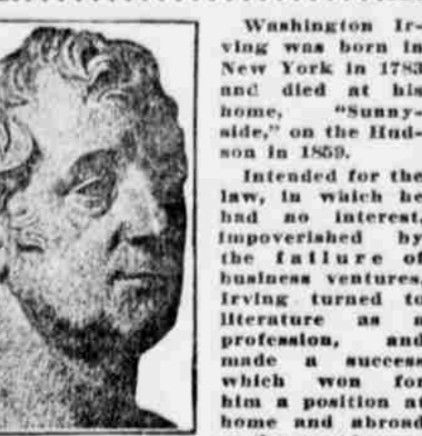 Washington Ir-
ving was born in
New York in 1783
and died at his
home, "Sunny-
side," on the Hud-
son in 1859.
Intended for the
law, in which he
had no interest,
impoverished by
the failure of
business ventures,
Irving turned to
literature as a
profession, and
made a success
which won for
him a position at
home and abroad